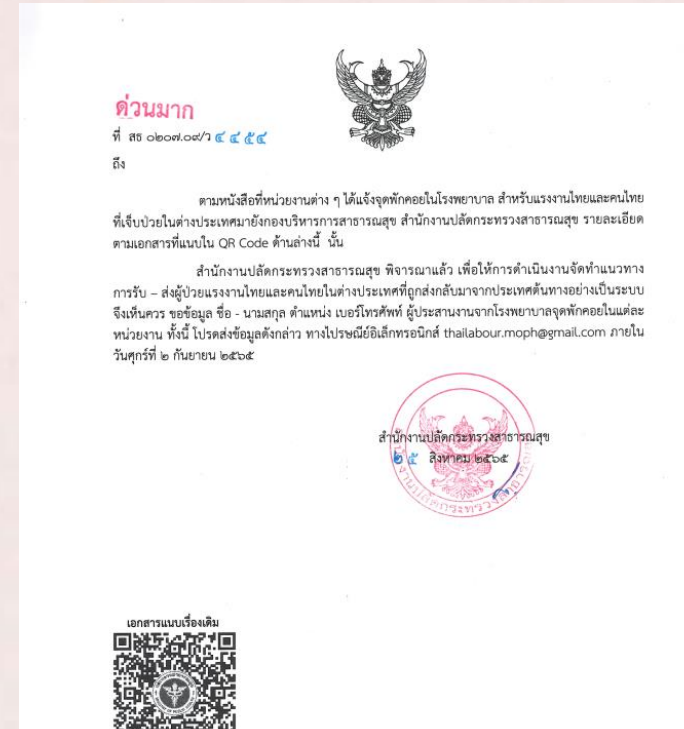 ด่วนมาก
ที่ สธ ๐๒๐๗.๐๙/ว ๔ ๔ ๕๔
ถึง
ตามหนังสือที่หน่วยงานต่าง ๆ ได้แจ้งจุดพักคอยในโรงพยาบาล สำหรับแรงงานไทยและคนไทย
ที่เจ็บป่วยในต่างประเทศมายังกองบริหารการสาธารณสุข สำนักงานปลัดกระทรวงสาธารณสุข รายละเอียด
ตามเอกสารที่แนบใน QR Code ด้านล่างนี้ นั้น
สำนักงานปลัดกระทรวงสาธารณสุข พิจารณาแล้ว เพื่อให้การดำเนินงานจัดทำแนวทาง
การรับ – ส่งผู้ป่วยแรงงานไทยและคนไทยในต่างประเทศที่ถูกส่งกลับมาจากประเทศต้นทางอย่างเป็นระบบ
จึงเห็นควร ขอข้อมูล ชื่อ - นามสกุล ตำแหน่ง เบอร์โทรศัพท์ ผู้ประสานงานจากโรงพยาบาลจุดพักคอยในแต่ละ
หน่วยงาน ทั้งนี้ โปรดส่งข้อมูลดังกล่าว ทางไปรษณีย์อิเล็กทรอนิกส์ thailabour.moph@gmail.com ภายใน
วันศุกร์ที่ ๒ กันยายน ๒๕๖๕
สำนักงานปลัดกระทรวงสาธารณสุข
๒ ๕ สิงหาคม ๒๕๖๕
สำนักงานปลัดกระทรวงสาธารณสุข
เอกสารแนบเรื่องเดิม